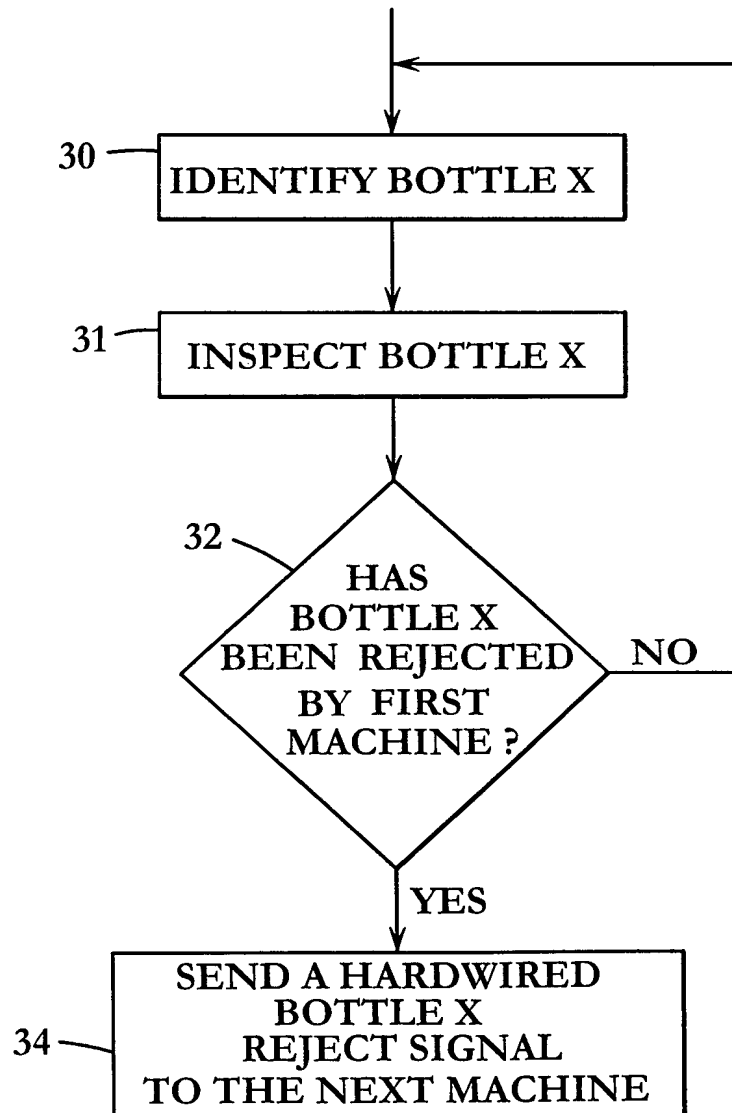 30
IDENTIFY BOTTLE X
31
INSPECT BOTTLE X
32
HAS
BOTTLE X
BEEN REJECTED
BY FIRST
MACHINE ?
NO
YES
34
SEND A HARDWIRED
BOTTLE X
REJECT SIGNAL
TO THE NEXT MACHINE